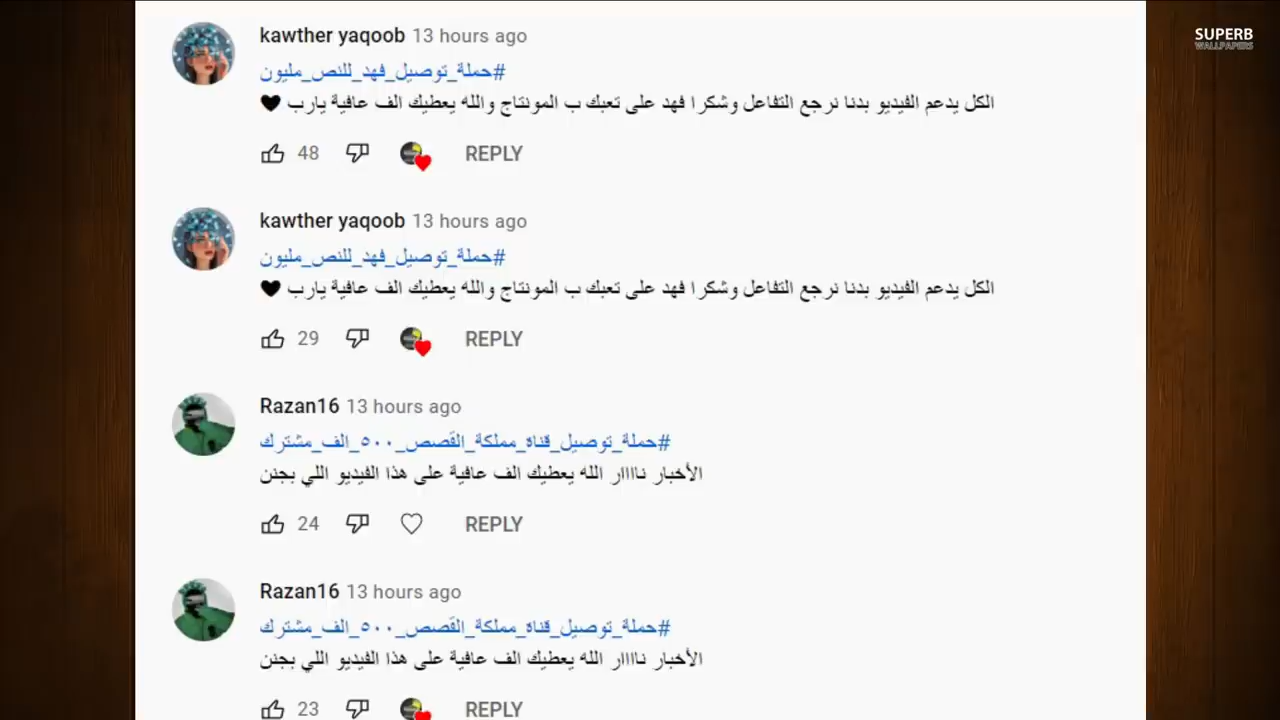 SUPERB
WALLPAPERS
kawther yaqoob 13 hours ago
#حملة_توصيل_فهد_للنص_مليون
الكل يدعم الفيديو بدنا نرجع التفاعل وشكرا فهد على تعبك ب المونتاج والله يعطيك الف عافية يارب 🖤
48 REPLY
kawther yaqoob 13 hours ago
#حملة_توصيل_فهد_للنص_مليون
الكل يدعم الفيديو بدنا نرجع التفاعل وشكرا فهد على تعبك ب المونتاج والله يعطيك الف عافية يارب 🖤
29 REPLY
Razan16 13 hours ago
#حملة_توصيل_قناة_مملكة_القصص_٥٠٠_الف_مشترك
الأخبار ناااار الله يعطيك الف عافية على هذا الفيديو اللي بجنن
24 REPLY
Razan16 13 hours ago
#حملة_توصيل_قناة_مملكة_القصص_٥٠٠_الف_مشترك
الأخبار ناااار الله يعطيك الف عافية على هذا الفيديو اللي بجنن
23 REPLY